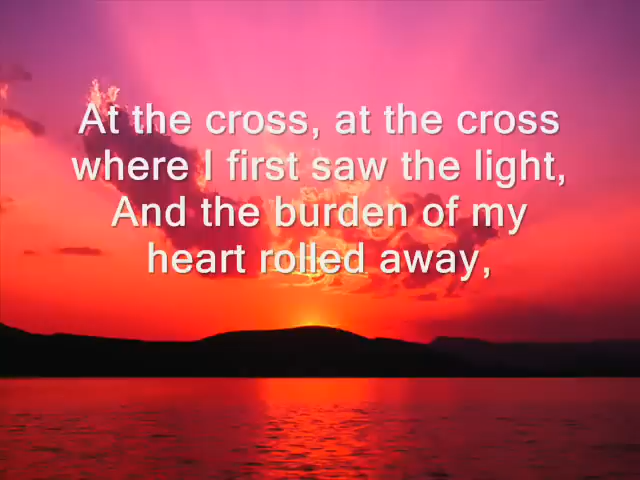 At the cross, at the cross
where I first saw the light,
And the burden of my
heart rolled away,